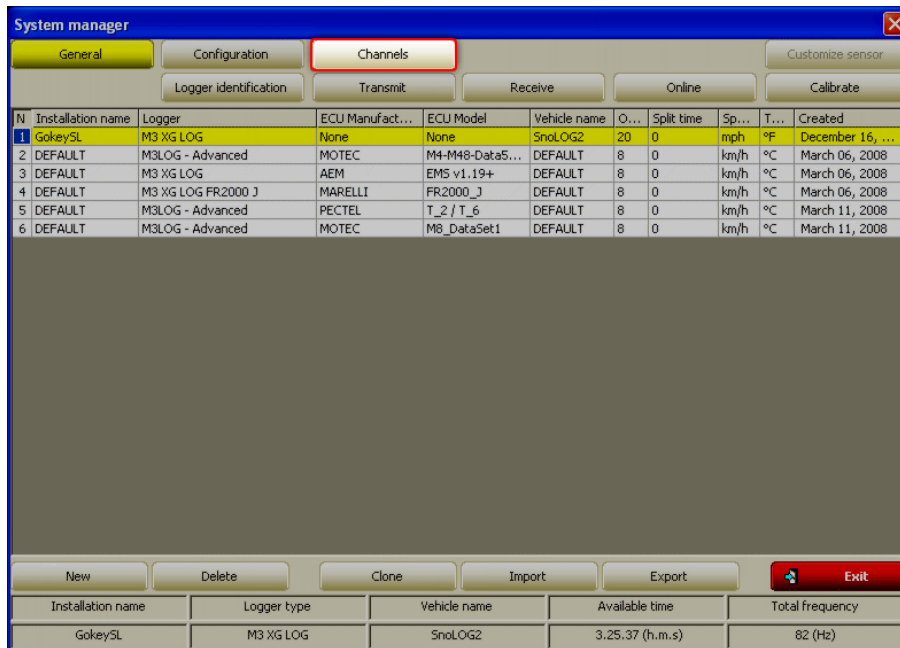 System manager
General Configuration Channels Customize sensor
Logger identification Transmit Receive Online Calibrate
N Installation name Logger ECU Manufact... ECU Model Vehicle name O... Split time Sp... T... Created
1 GokeySL M3 XG LOG None None SnoLOG2 20 0 mph °F December 16, ...
2 DEFAULT M3LOG - Advanced MOTEC M4-M48-DataS... DEFAULT 8 0 km/h °C March 06, 2008
3 DEFAULT M3 XG LOG AEM EMS v1.19+ DEFAULT 8 0 km/h °C March 06, 2008
4 DEFAULT M3 XG LOG FR2000 J MARELLI FR2000_J DEFAULT 8 0 km/h °C March 06, 2008
5 DEFAULT M3LOG - Advanced PECTEL T_2 / T_6 DEFAULT 8 0 km/h °C March 11, 2008
6 DEFAULT M3LOG - Advanced MOTEC M8_DataSet1 DEFAULT 8 0 km/h °C March 11, 2008
New Delete Clone Import Export Exit
Installation name Logger type Vehicle name Available time Total frequency
GokeySL M3 XG LOG SnoLOG2 3.25.37 (h.m.s) 82 (Hz)